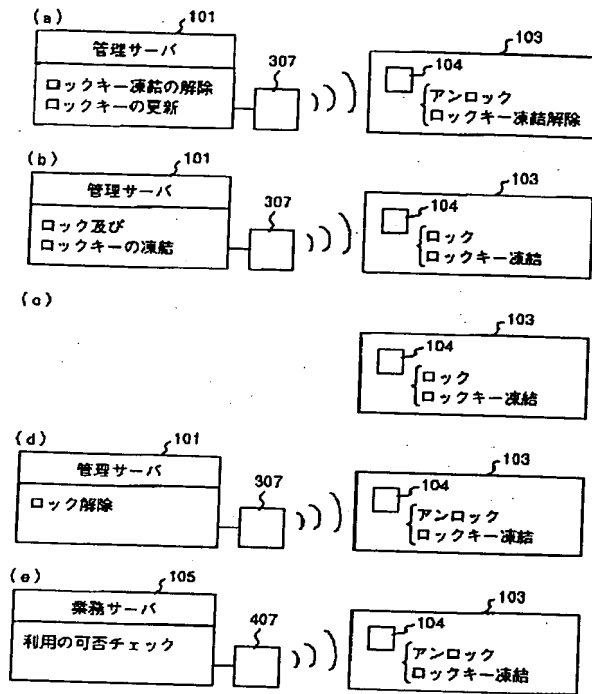 (a)
101
管理サーバ
ロックキー凍結の解除
ロックキーの更新
307
103
104
アンロック
ロックキー凍結解除
(b)
101
管理サーバ
ロック及び
ロックキーの凍結
307
103
104
ロック
ロックキー凍結
(c)
103
104
ロック
ロックキー凍結
(d)
101
管理サーバ
ロック解除
307
103
104
アンロック
ロックキー凍結
(e)
105
業務サーバ
利用の可否チェック
407
103
104
アンロック
ロックキー凍結